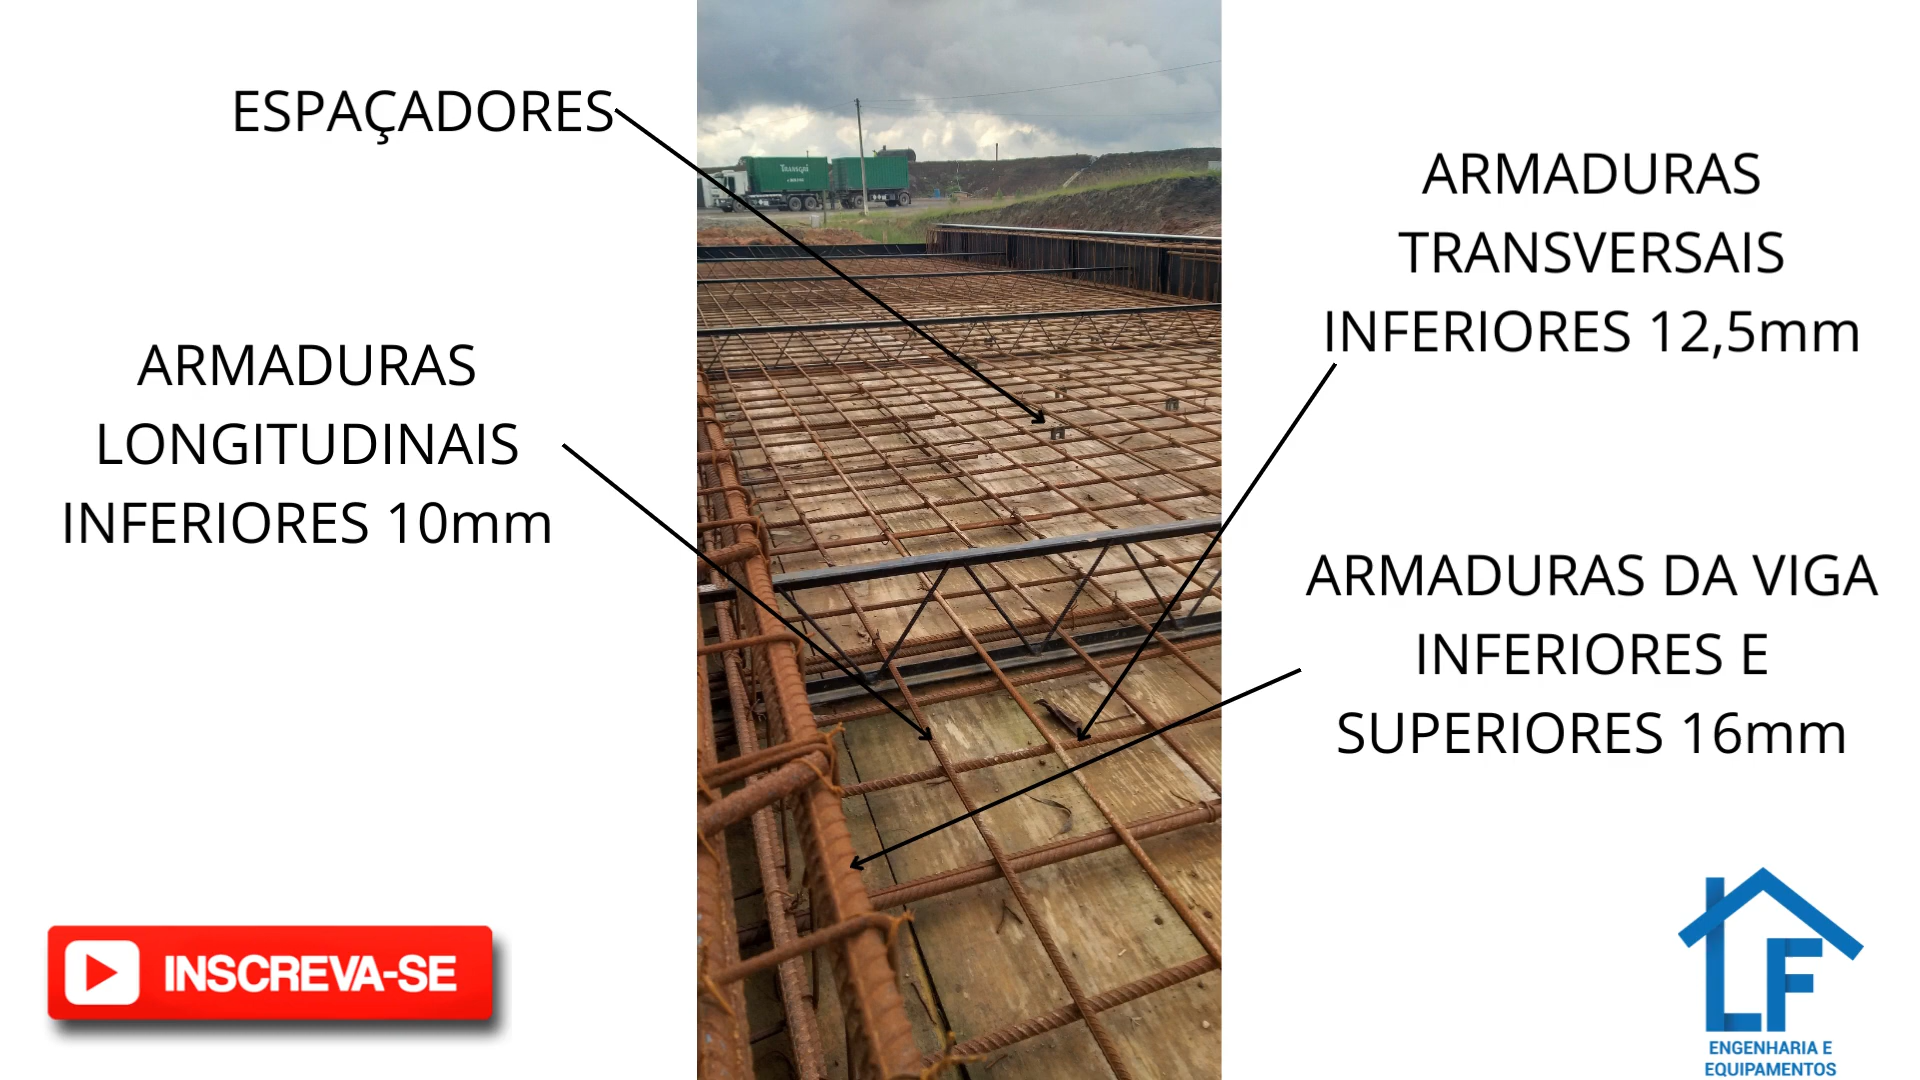 ESPAÇADORES
ARMADURAS
LONGITUDINAIS
INFERIORES 10mm
ARMADURAS
TRANSVERSAIS
INFERIORES 12,5mm
ARMADURAS DA VIGA
INFERIORES E
SUPERIORES 16mm
INSCREVA-SE
LF
ENGENHARIA E
EQUIPAMENTOS